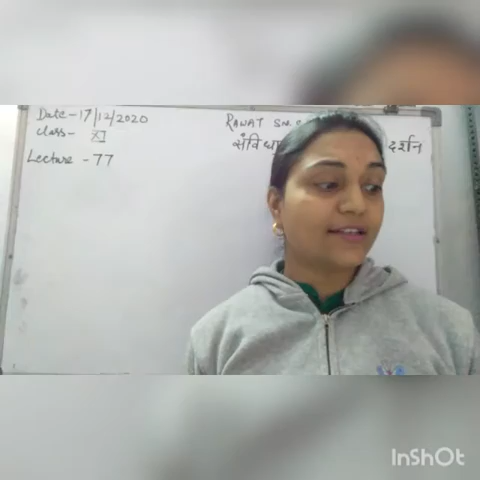 Date - 17/12/2020
RAWAT
Class - XI
दर्शन
Lecture - 77
InShOt